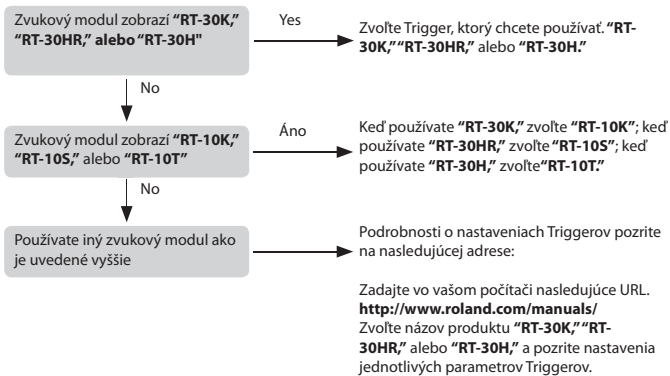 Zvukový modul zobrazí “RT-30K,”
“RT-30HR,” alebo “RT-30H"
Yes
Zvoľte Trigger, ktorý chcete používať. “RT-
30K,” “RT-30HR,” alebo “RT-30H.”
No
Zvukový modul zobrazí “RT-10K,”
“RT-10S,” alebo “RT-10T”
Áno
Keď používate “RT-30K,” zvoľte “RT-10K”; keď
používate “RT-30HR,” zvoľte “RT-10S”; keď
používate “RT-30H,” zvoľte“RT-10T.”
No
Používate iný zvukový modul ako
je uvedené vyššie
Podrobnosti o nastaveniach Triggerov pozrite
na nasledujúcej adrese:
Zadajte vo vašom počítači nasledujúce URL.
http://www.roland.com/manuals/
Zvoľte názov produktu “RT-30K,” “RT-
30HR,” alebo “RT-30H,” a pozrite nastavenia
jednotlivých parametrov Triggerov.